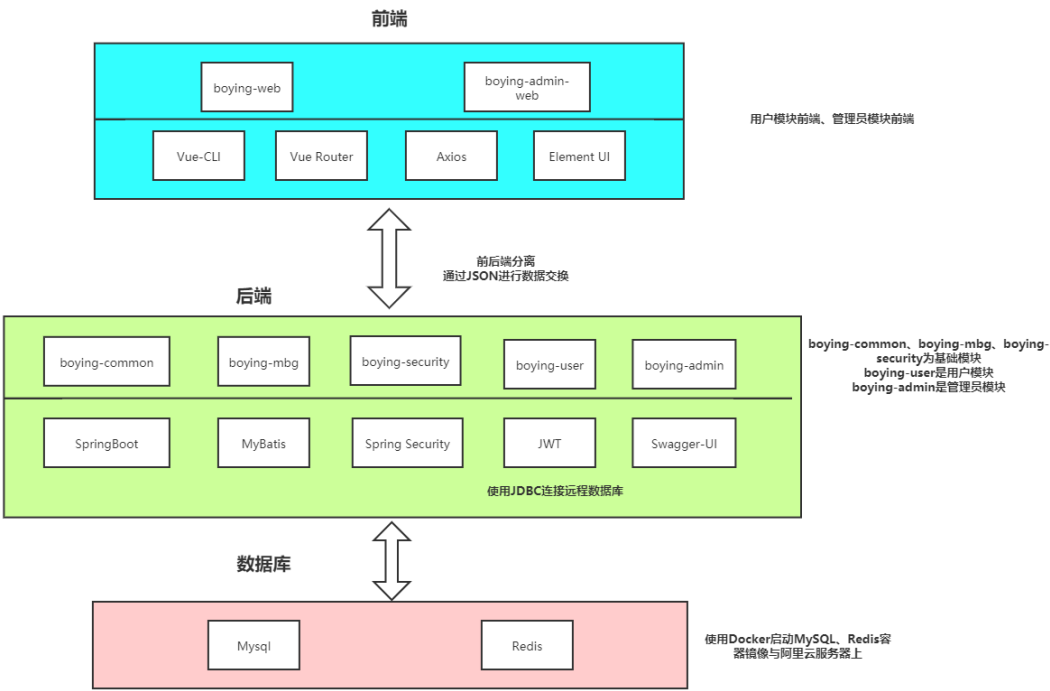 前端
boying-web
boying-admin-
web
用户模块前端、管理员模块前端
Vue-CLI
Vue Router
Axios
Element UI
前后端分离
通过JSON进行数据交换
后端
boying-common
boying-mbg
boying-security
boying-user
boying-admin
boying-common、boying-mbg、boying-
security为基础模块
boying-user是用户模块
boying-admin是管理员模块
SpringBoot
MyBatis
Spring Security
JWT
Swagger-UI
使用JDBC连接远程数据库
数据库
Mysql
Redis
使用Docker启动MySQL、Redis容
器镜像与阿里云服务器上